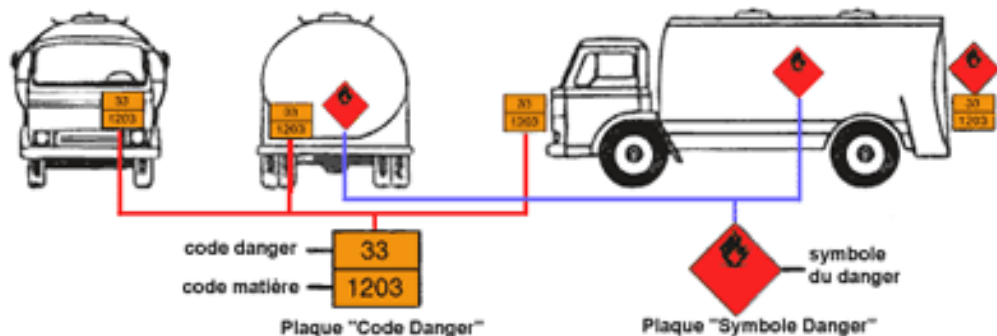 33
1203
33
1203
33
1203
33
1203
code danger
33
code matière
1203
Plaque "Code Danger"
symbole
du danger
Plaque "Symbole Danger"